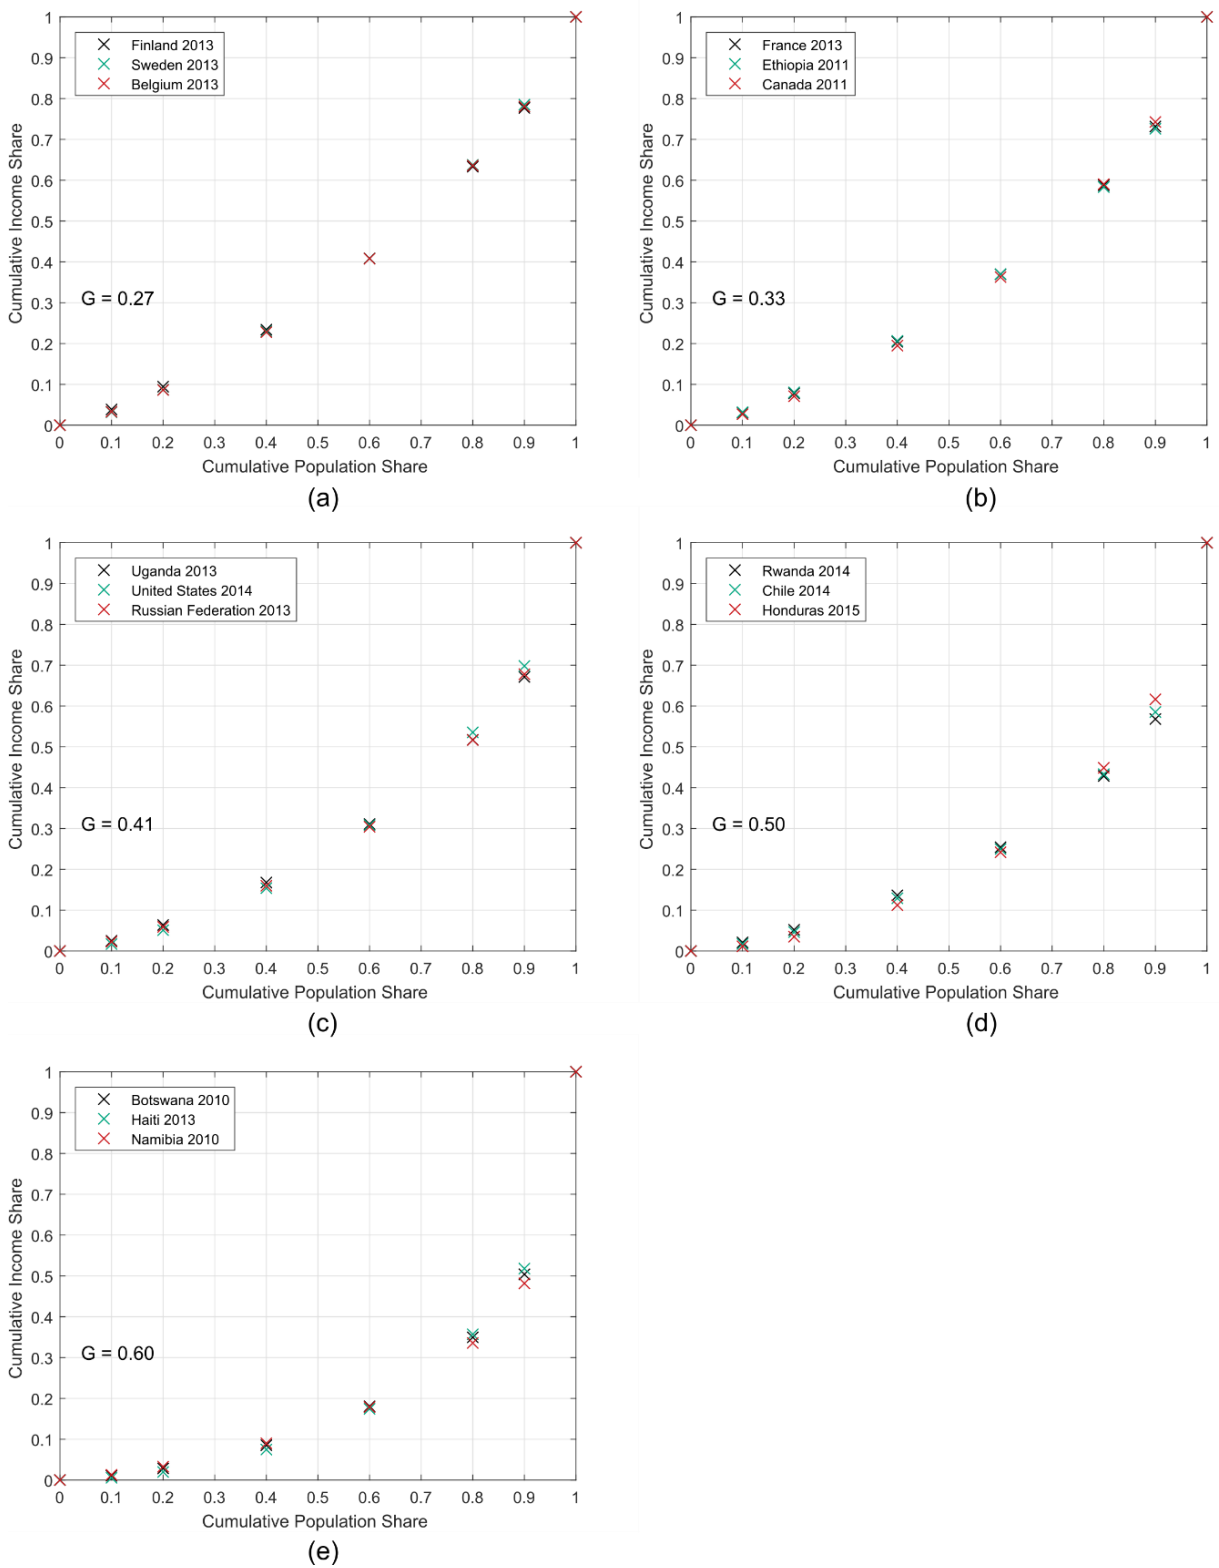 1
0.9
0.8
0.7
0.6
0.5
0.4
0.3
0.2
0.1
0
Cumulative Income Share
Finland 2013
Sweden 2013
Belgium 2013
G = 0.27
0 0.1 0.2 0.3 0.4 0.5 0.6 0.7 0.8 0.9 1
Cumulative Population Share
(a)
1
0.9
0.8
0.7
0.6
0.5
0.4
0.3
0.2
0.1
0
Cumulative Income Share
France 2013
Ethiopia 2011
Canada 2011
G = 0.33
0 0.1 0.2 0.3 0.4 0.5 0.6 0.7 0.8 0.9 1
Cumulative Population Share
(b)
1
0.9
0.8
0.7
0.6
0.5
0.4
0.3
0.2
0.1
0
Cumulative Income Share
Uganda 2013
United States 2014
Russian Federation 2013
G = 0.41
0 0.1 0.2 0.3 0.4 0.5 0.6 0.7 0.8 0.9 1
Cumulative Population Share
(c)
1
0.9
0.8
0.7
0.6
0.5
0.4
0.3
0.2
0.1
0
Cumulative Income Share
Rwanda 2014
Chile 2014
Honduras 2015
G = 0.50
0 0.1 0.2 0.3 0.4 0.5 0.6 0.7 0.8 0.9 1
Cumulative Population Share
(d)
1
0.9
0.8
0.7
0.6
0.5
0.4
0.3
0.2
0.1
0
Cumulative Income Share
Botswana 2010
Haiti 2013
Namibia 2010
G = 0.60
0 0.1 0.2 0.3 0.4 0.5 0.6 0.7 0.8 0.9 1
Cumulative Population Share
(e)